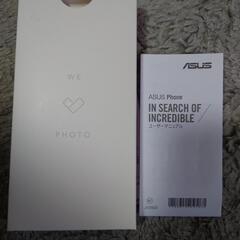 WE
PHOTO
ASUS
ASUS Phone
IN SEARCH OF
INCREDIBLE
ユーザーマニュアル